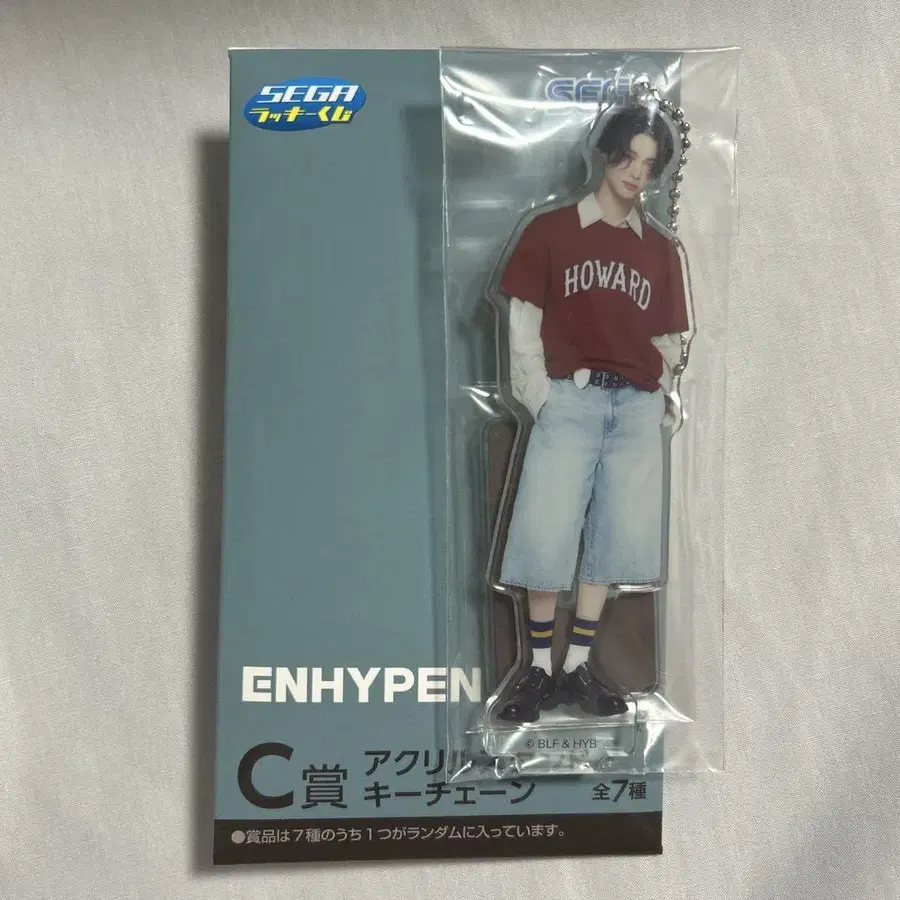 SEGA
ラッキーくじ
SEG
HOWARD
ENHYPEN
© BLF & HYB
C賞
アクリル
キーチェーン
全7種
●賞品は7種のうち1つがランダムに入っています。